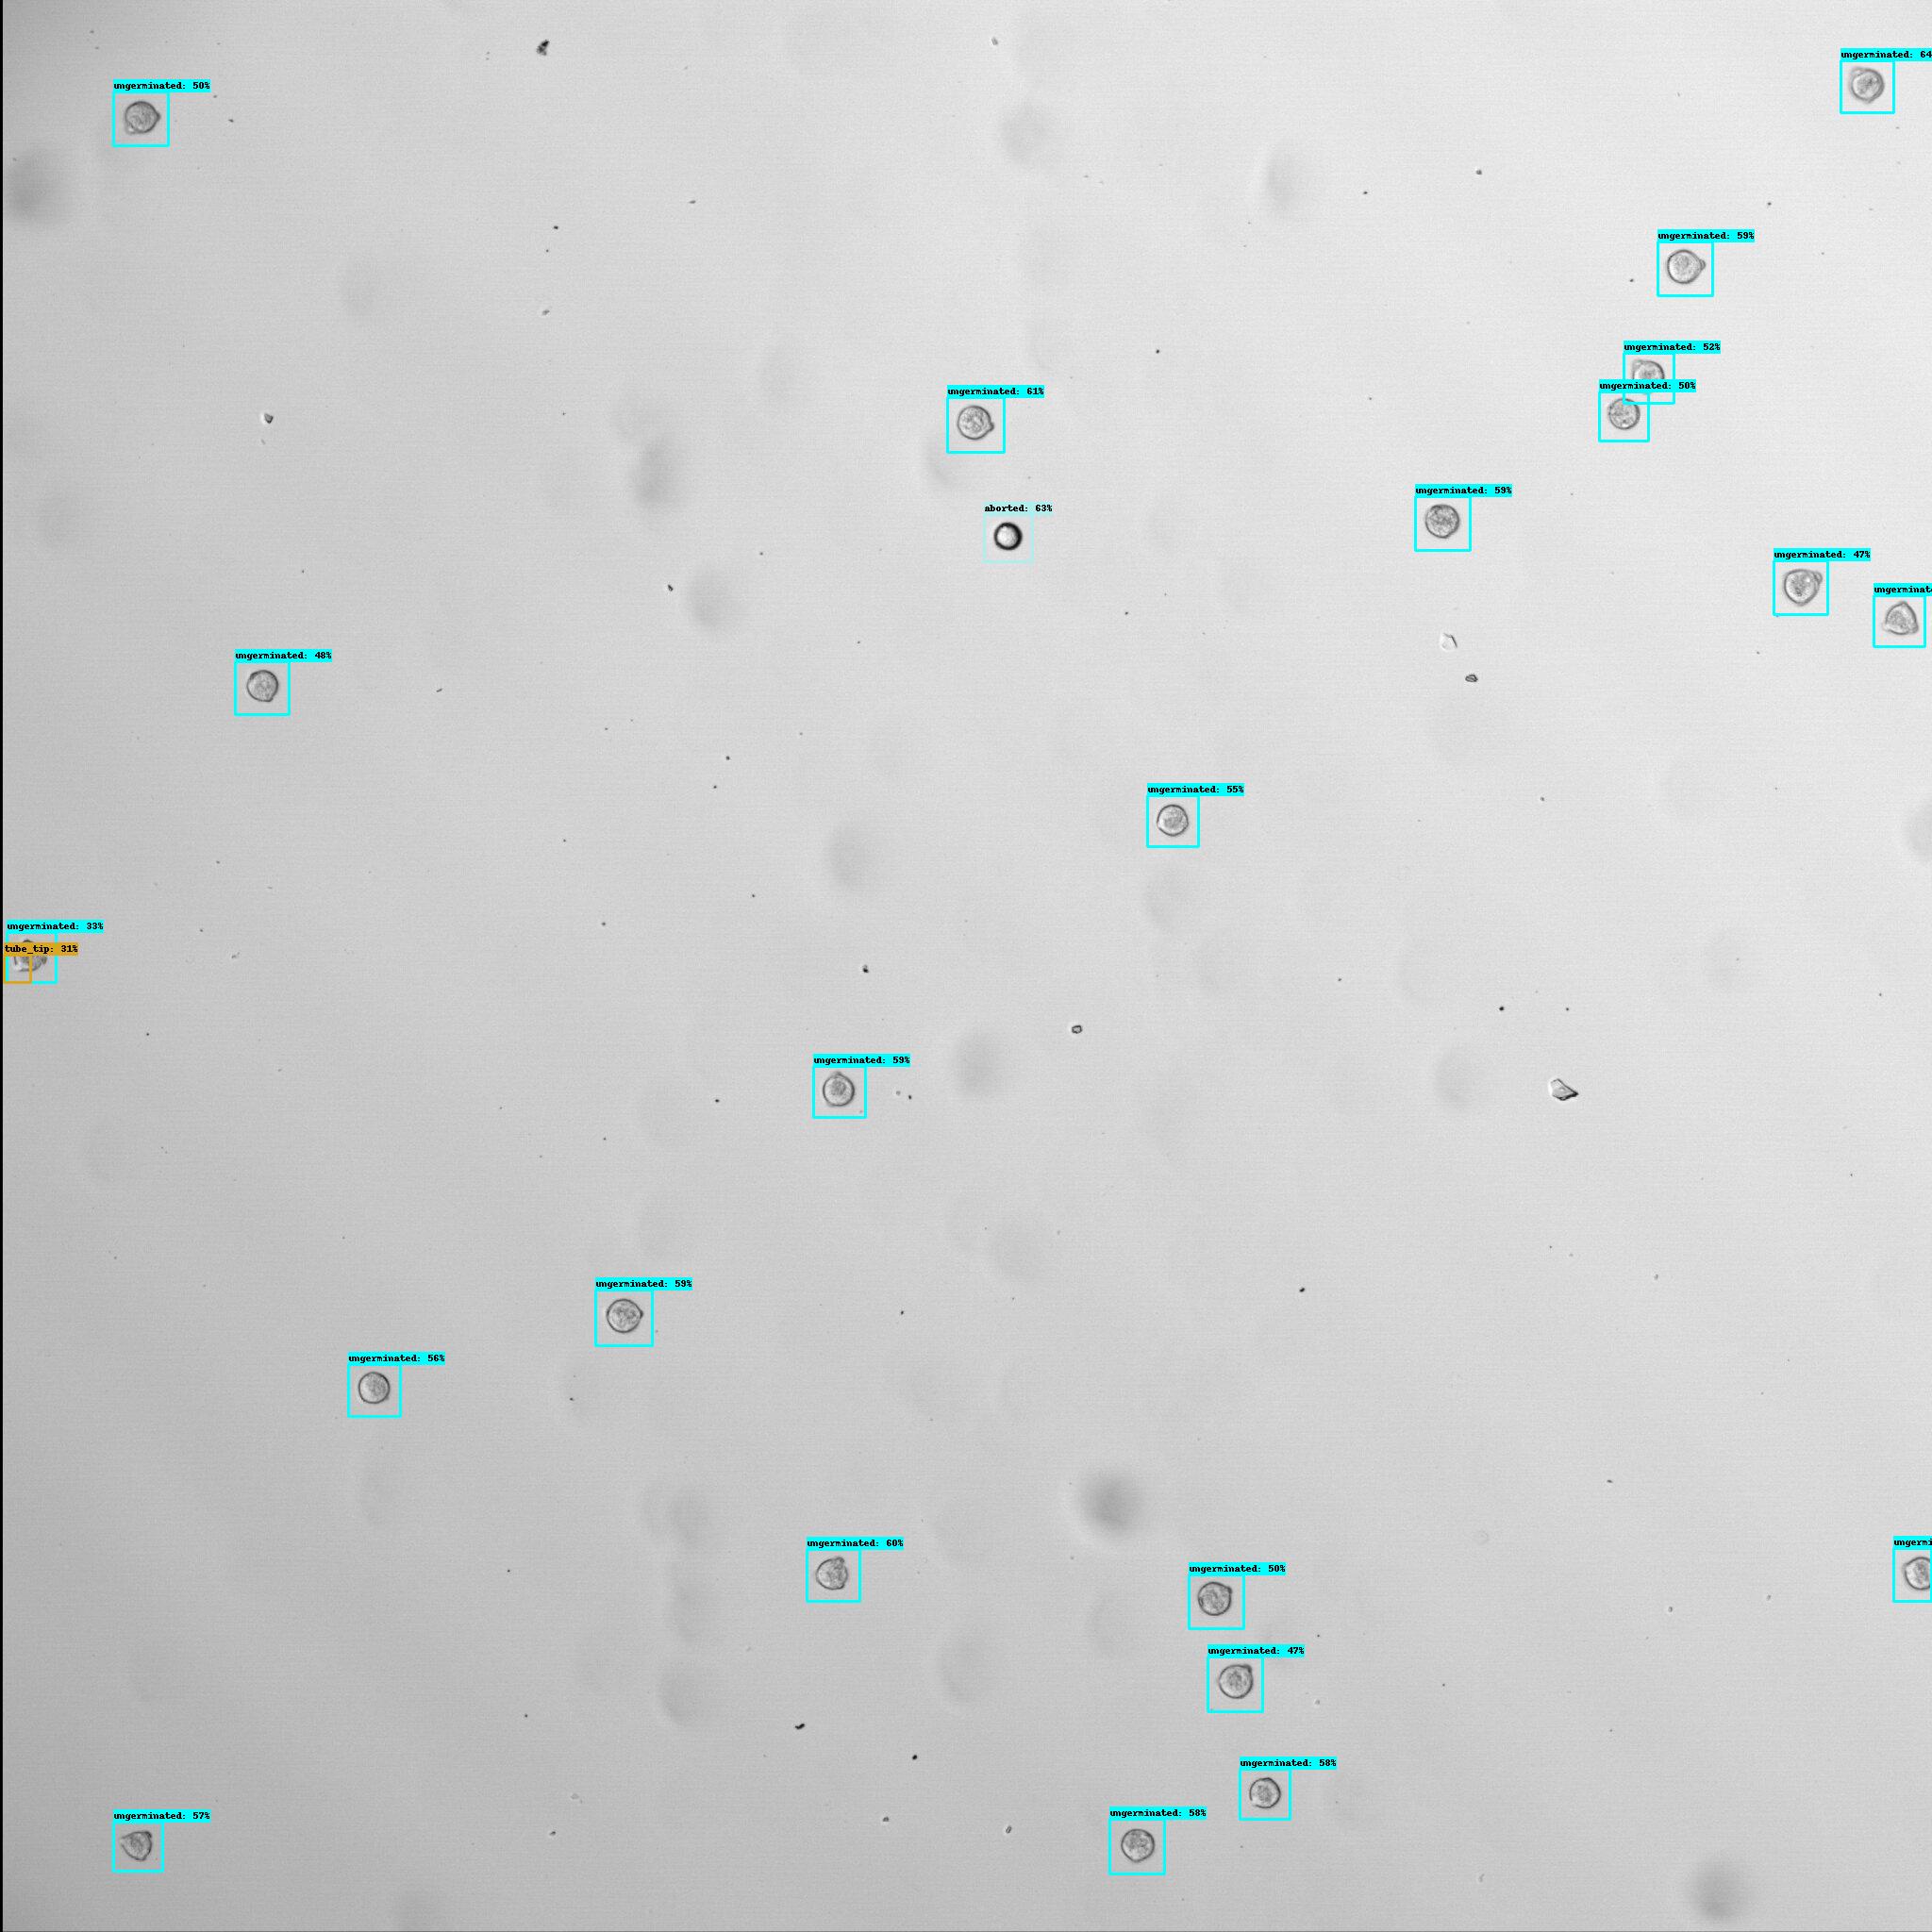 ungerminated: 64
ungerminated: 50%
ungerminated: 59%
ungerminated: 52%
ungerminated: 50%
ungerminated: 61%
ungerminated: 59%
aborted: 63%
ungerminated: 47%
ungerminat
ungerminated: 48%
ungerminated: 55%
ungerminated: 33%
tube_tip: 31%
ungerminated: 59%
ungerminated: 59%
ungerminated: 56%
ungerminated: 60%
ungermi
ungerminated: 50%
ungerminated: 47%
ungerminated: 58%
ungerminated: 58%
ungerminated: 57%